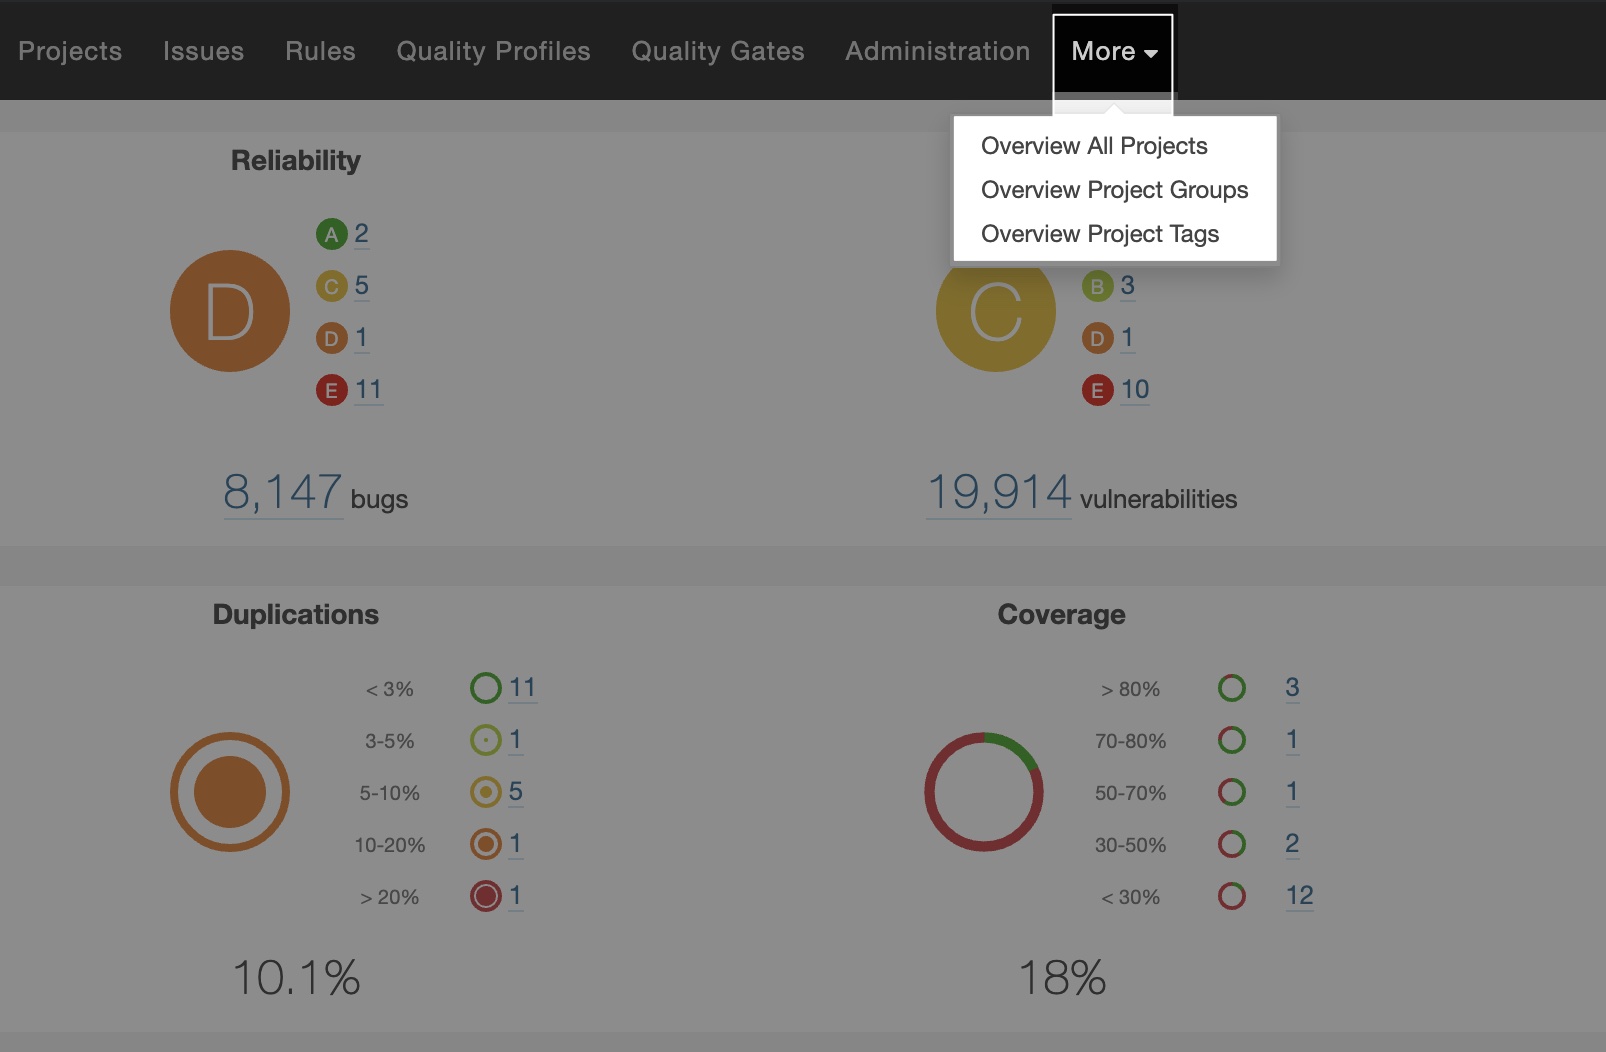 Projects Issues Rules Quality Profiles Quality Gates Administration More
Overview All Projects
Overview Project Groups
Overview Project Tags
Reliability
D
A 2
C 5
D 1
E 11
8,147 bugs
C
B 3
D 1
E 10
19,914 vulnerabilities
Duplications
< 3% 11
3-5% 1
5-10% 5
10-20% 1
> 20% 1
10.1%
Coverage
> 80% 3
70-80% 1
50-70% 1
30-50% 2
< 30% 12
18%